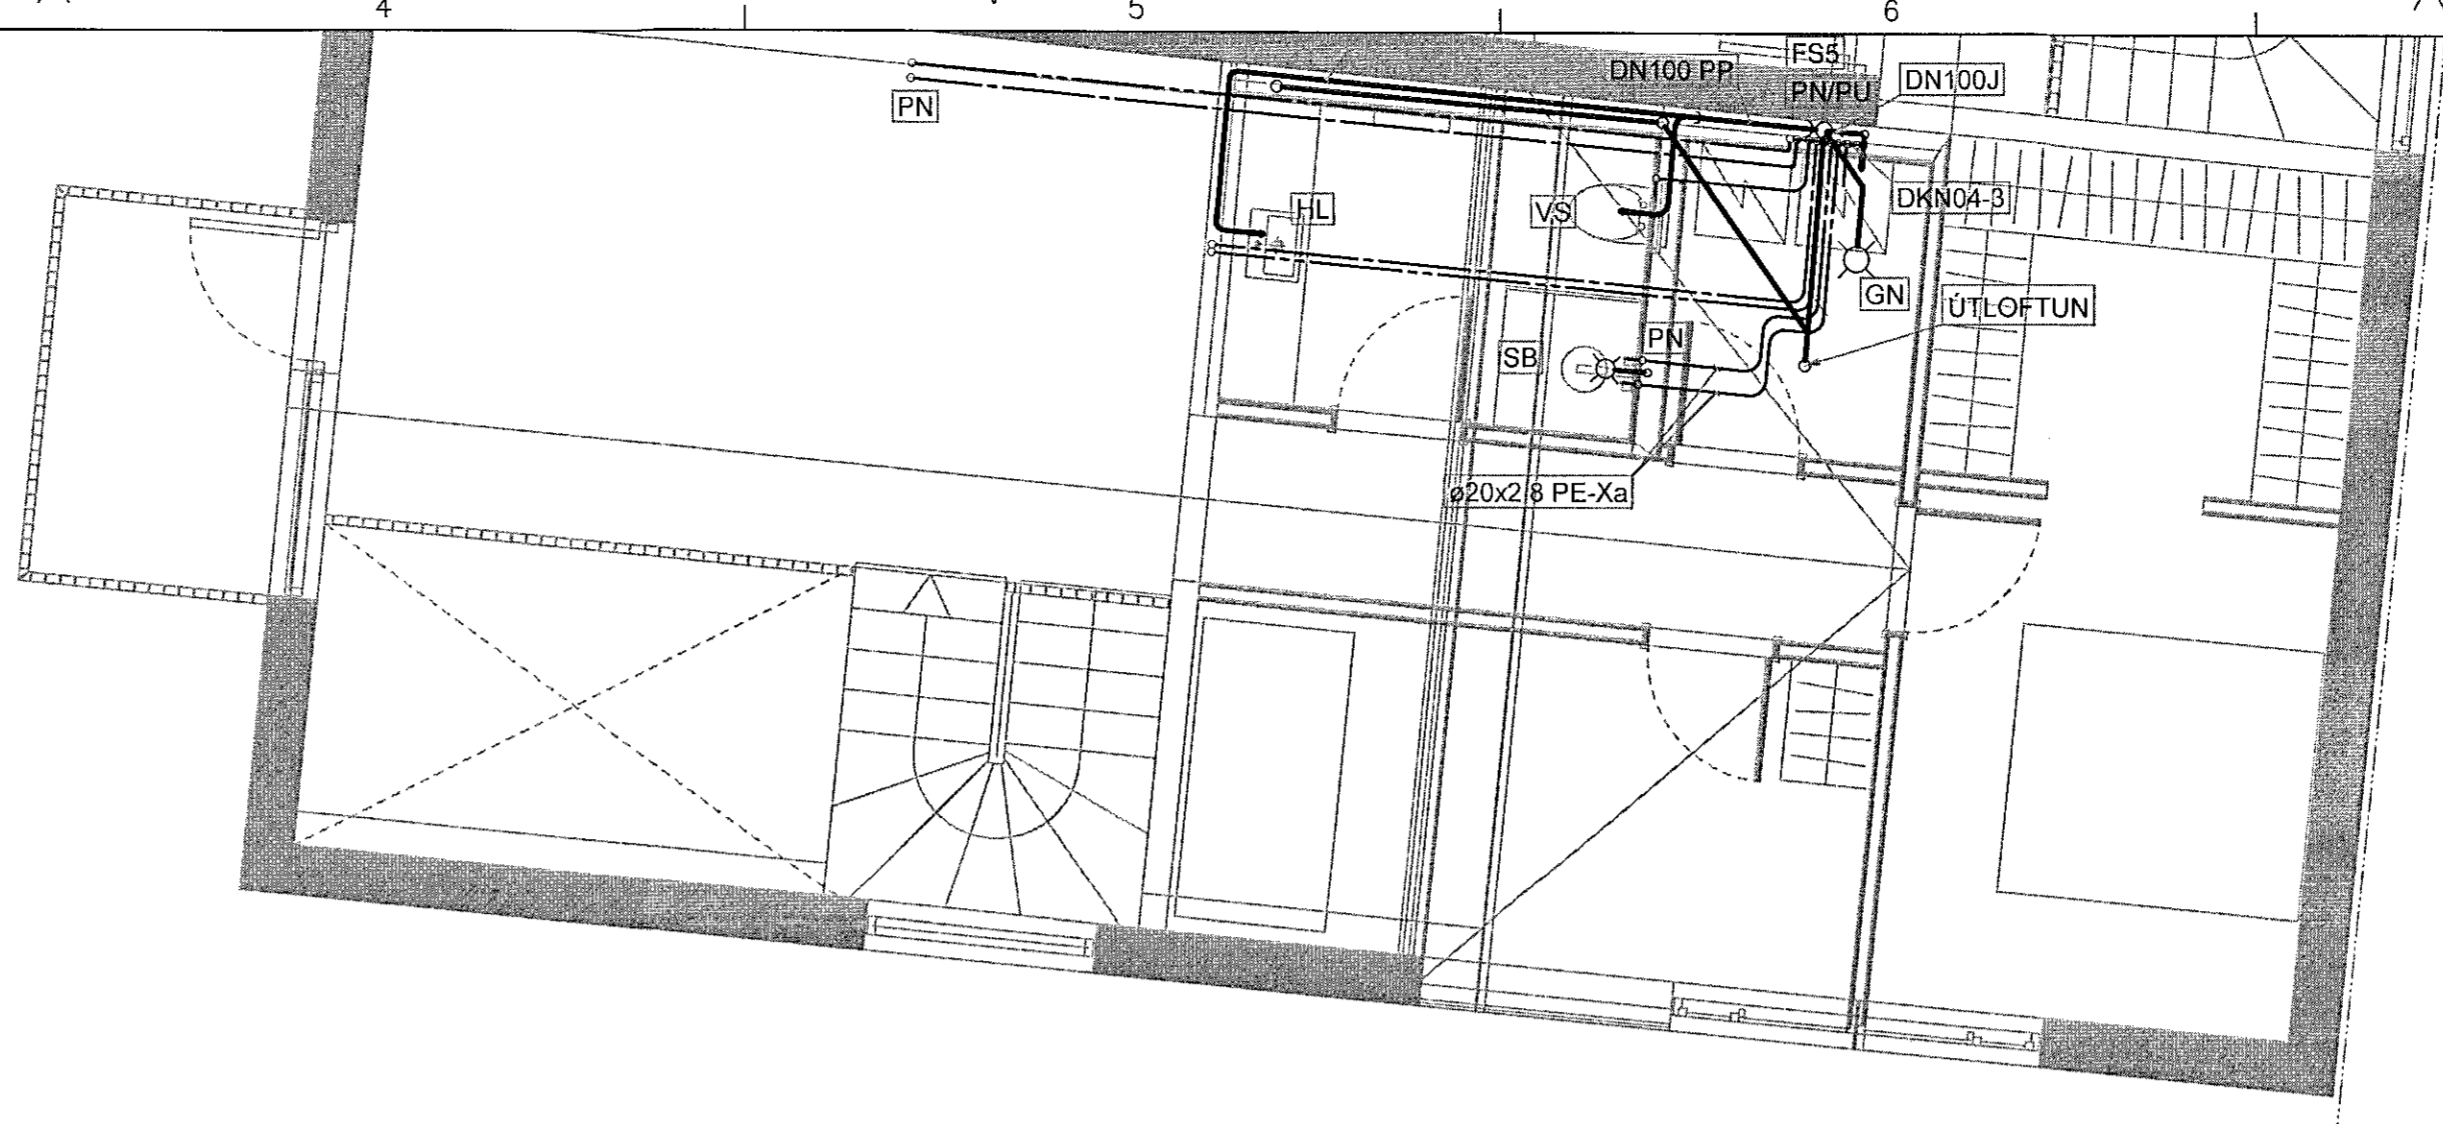 4
5
6
7
FS5
DN100 PP
DN100J
PN/PU
PN
DKN04-3
HL
VS
GN
ÚTLOFTUN
PN
SB
ø20x2,8 PE-Xa